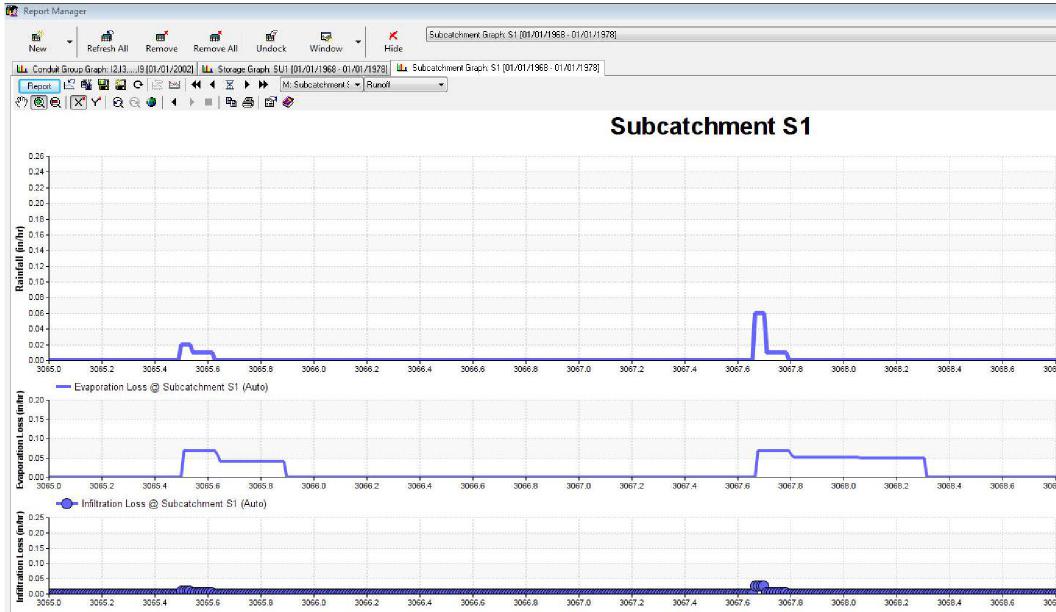 Report Manager
New Refresh All Remove Remove All Undock Window Hide Subcatchment Graph: S1 [01/01/1968 - 01/01/1978]
Conduit Group Graph: I2,I3.....I9 [01/01/2002] Storage Graph: SU1 [01/01/1968 - 01/01/1978] Subcatchment Graph: S1 [01/01/1968 - 01/01/1978]
Report M: Subcatchment S Runoff
Subcatchment S1
Rainfall (in/hr)
0.26
0.24
0.22
0.20
0.18
0.16
0.14
0.12
0.10
0.08
0.06
0.04
0.02
0.00
3065.0 3065.2 3065.4 3065.6 3065.8 3066.0 3066.2 3066.4 3066.6 3066.8 3067.0 3067.2 3067.4 3067.6 3067.8 3068.0 3068.2 3068.4 3068.6 306
Evaporation Loss @ Subcatchment S1 (Auto)
Evaporation Loss (in/hr)
0.20
0.15
0.10
0.05
0.00
3065.0 3065.2 3065.4 3065.6 3065.8 3066.0 3066.2 3066.4 3066.6 3066.8 3067.0 3067.2 3067.4 3067.6 3067.8 3068.0 3068.2 3068.4 3068.6 306
Infiltration Loss @ Subcatchment S1 (Auto)
Infiltration Loss (in/hr)
0.25
0.20
0.15
0.10
0.05
0.00
3065.0 3065.2 3065.4 3065.6 3065.8 3066.0 3066.2 3066.4 3066.6 3066.8 3067.0 3067.2 3067.4 3067.6 3067.8 3068.0 3068.2 3068.4 3068.6 306